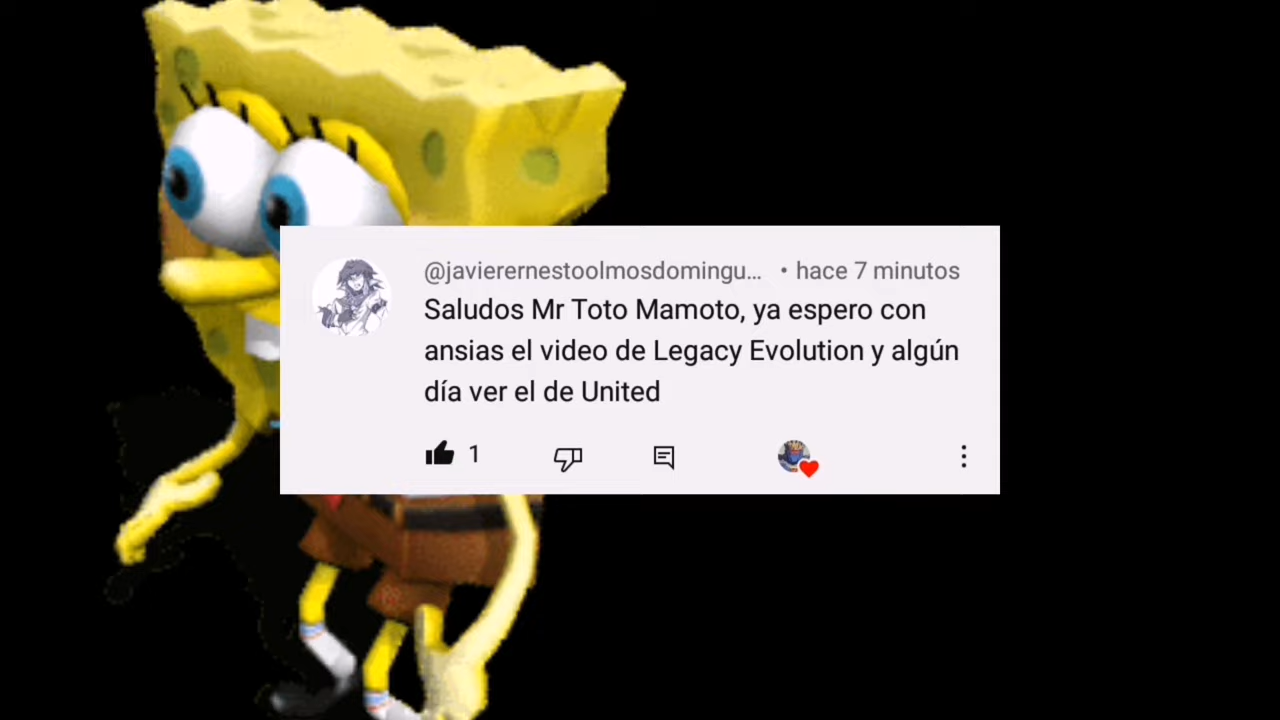 @javierernestoolmosdomingu... • hace 7 minutos
Saludos Mr Toto Mamoto, ya espero con
ansias el video de Legacy Evolution y algún
día ver el de United
1